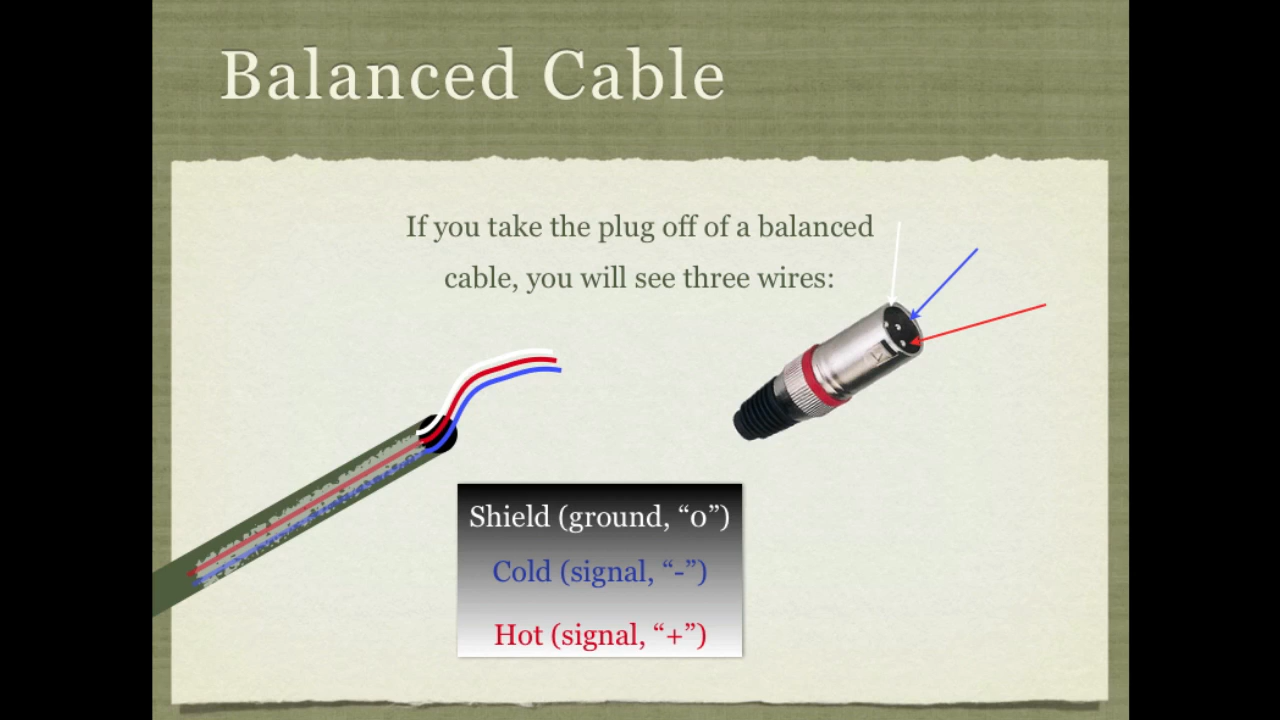 Balanced Cable
If you take the plug off of a balanced
cable, you will see three wires:
Shield (ground, “0”)
Cold (signal, “-”)
Hot (signal, “+”)